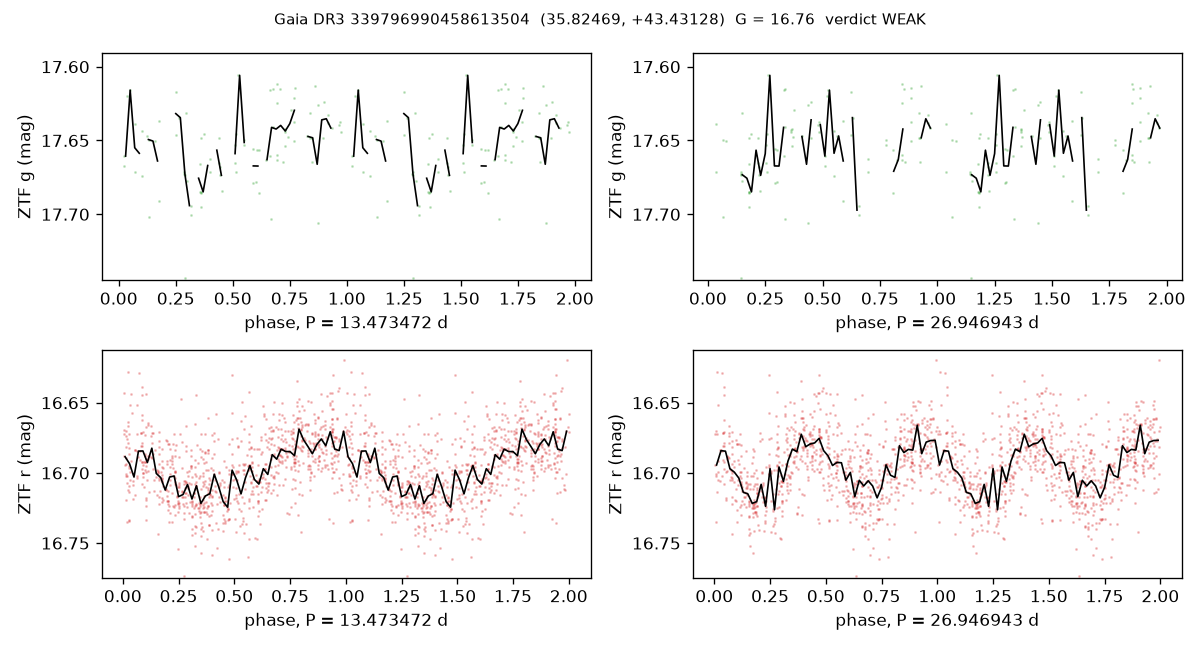 Gaia DR3 339796990458613504  (35.82469, +43.43128)  G = 16.76  verdict WEAK
17.60
17.65
17.70
ZTF g (mag)
0.00 0.25 0.50 0.75 1.00 1.25 1.50 1.75 2.00
phase, P = 13.473472 d
17.60
17.65
17.70
ZTF g (mag)
0.00 0.25 0.50 0.75 1.00 1.25 1.50 1.75 2.00
phase, P = 26.946943 d
16.65
16.70
16.75
ZTF r (mag)
0.00 0.25 0.50 0.75 1.00 1.25 1.50 1.75 2.00
phase, P = 13.473472 d
16.65
16.70
16.75
ZTF r (mag)
0.00 0.25 0.50 0.75 1.00 1.25 1.50 1.75 2.00
phase, P = 26.946943 d